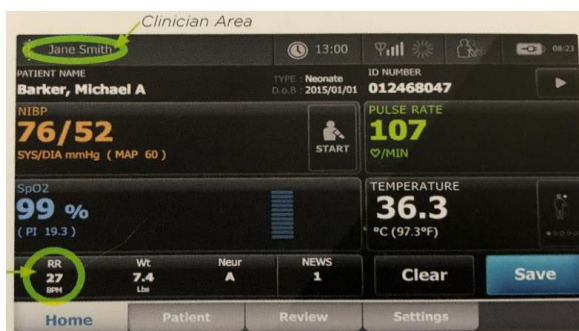 Clinician Area
Jane Smith 13:00 08:23
PATIENT NAME TYPE : Neonate ID NUMBER
Barker, Michael A D.o.B : 2015/01/01 012468047
NIBP PULSE RATE
76/52 START 107
SYS/DIA mmHg ( MAP 60 ) /MIN
SpO2 TEMPERATURE
99 % 36.3
( PI 19.3 ) °C (97.3°F)
RR Wt Neur NEWS
27 7.4 A 1 Clear Save
BPM Lbs
Home Patient Review Settings